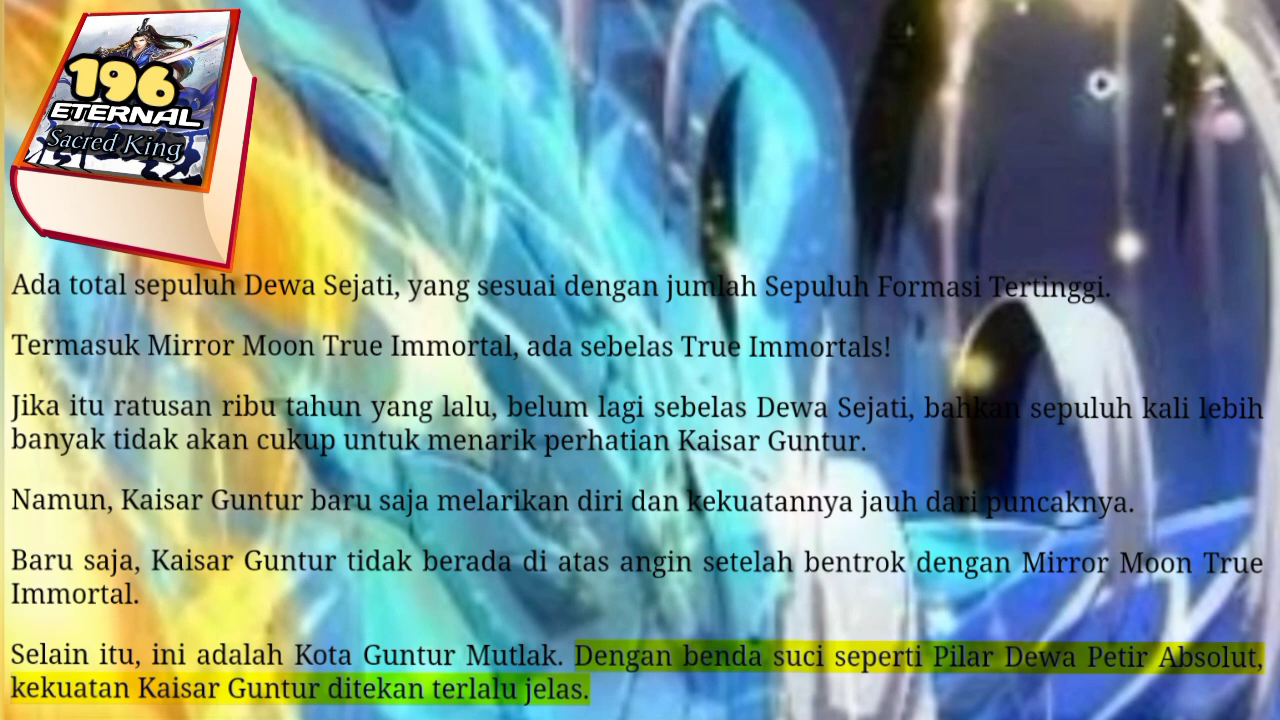 196
ETERNAL
Sacred King
Ada total sepuluh Dewa Sejati, yang sesuai dengan jumlah Sepuluh Formasi Tertinggi.
Termasuk Mirror Moon True Immortal, ada sebelas True Immortals!
Jika itu ratusan ribu tahun yang lalu, belum lagi sebelas Dewa Sejati, bahkan sepuluh kali lebih
banyak tidak akan cukup untuk menarik perhatian Kaisar Guntur.
Namun, Kaisar Guntur baru saja melarikan diri dan kekuatannya jauh dari puncaknya.
Baru saja, Kaisar Guntur tidak berada di atas angin setelah bentrok dengan Mirror Moon True
Immortal.
Selain itu, ini adalah Kota Guntur Mutlak. Dengan benda suci seperti Pilar Dewa Petir Absolut,
kekuatan Kaisar Guntur ditekan terlalu jelas.